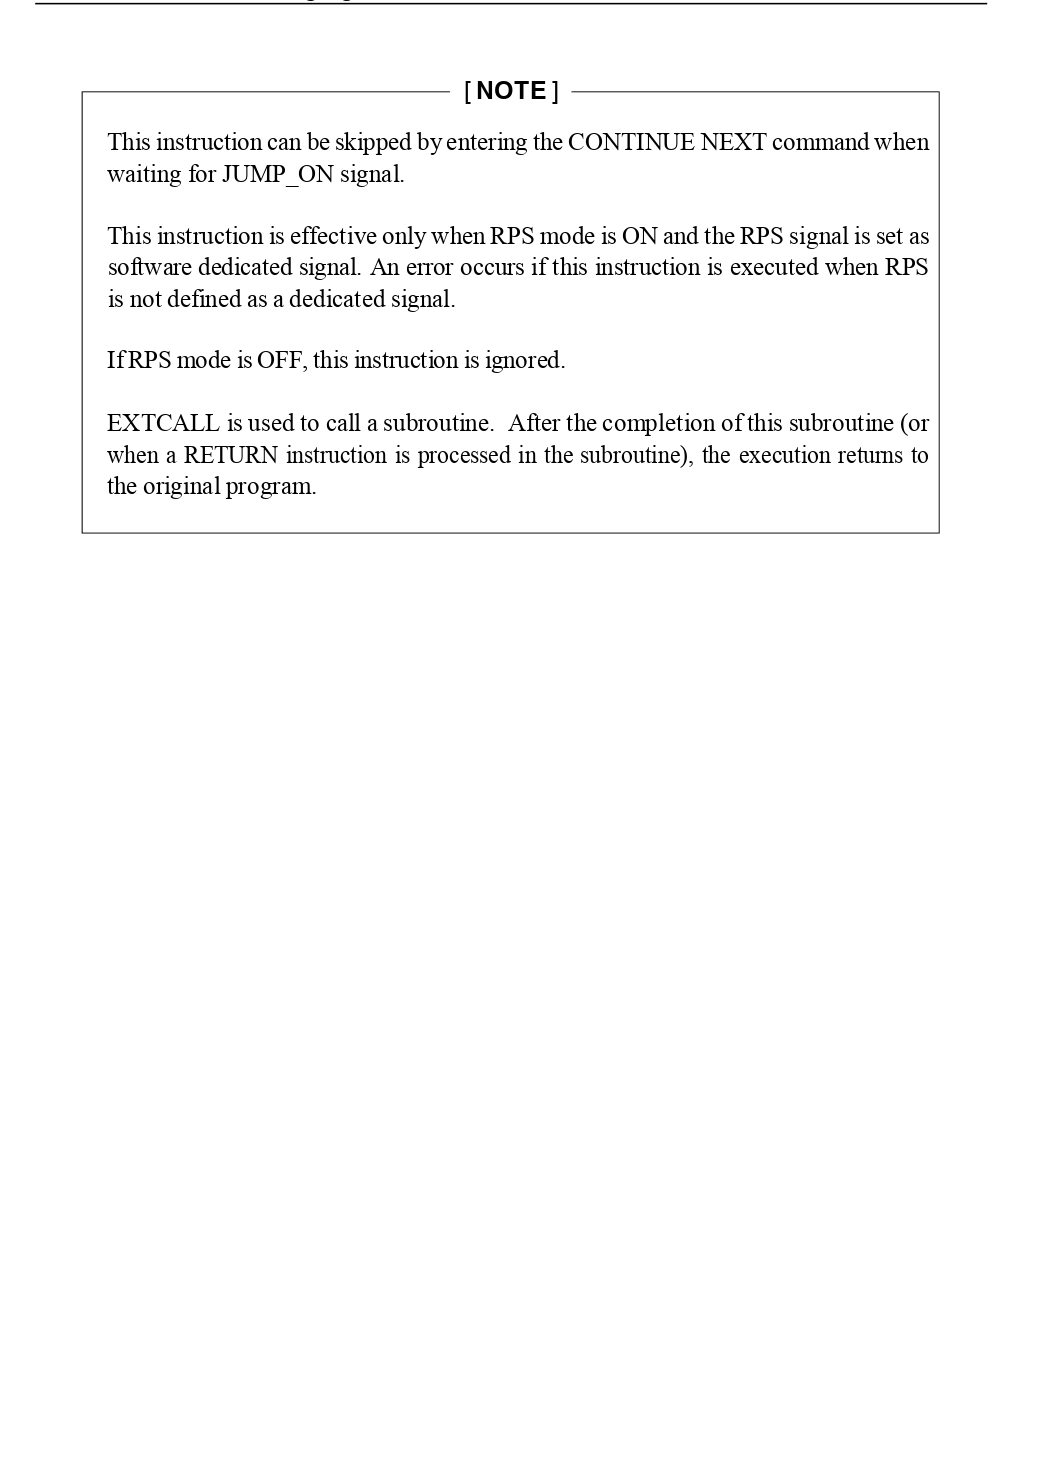 [ NOTE ]
This instruction can be skipped by entering the CONTINUE NEXT command when
waiting for JUMP_ON signal.
This instruction is effective only when RPS mode is ON and the RPS signal is set as
software dedicated signal. An error occurs if this instruction is executed when RPS
is not defined as a dedicated signal.
If RPS mode is OFF, this instruction is ignored.
EXTCALL is used to call a subroutine. After the completion of this subroutine (or
when a RETURN instruction is processed in the subroutine), the execution returns to
the original program.